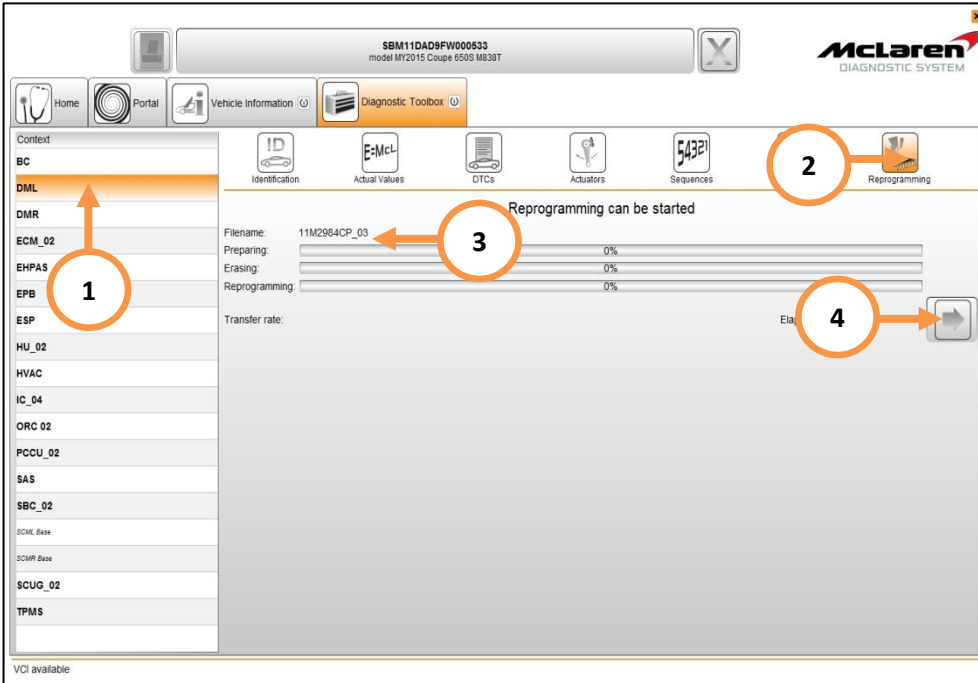 SBM11DAD9FW000533
model MY2015 Coupe 650S M838T
McLaren
DIAGNOSTIC SYSTEM
Home
Portal
Vehicle Information
Diagnostic Toolbox
Context
BC
DML
DMR
ECM_02
EHPAS
EPB
ESP
HU_02
HVAC
IC_04
ORC 02
PCCU_02
SAS
SBC_02
SCML Base
SCMR Base
SCUG_02
TPMS
ID
Identification
E=McL
Actual Values
DTCs
Actuators
54321
Sequences
Reprogramming
Reprogramming can be started
Filename: 11M2984CP_03
Preparing: 0%
Erasing: 0%
Reprogramming: 0%
Transfer rate:
1
2
3
4
VCI available